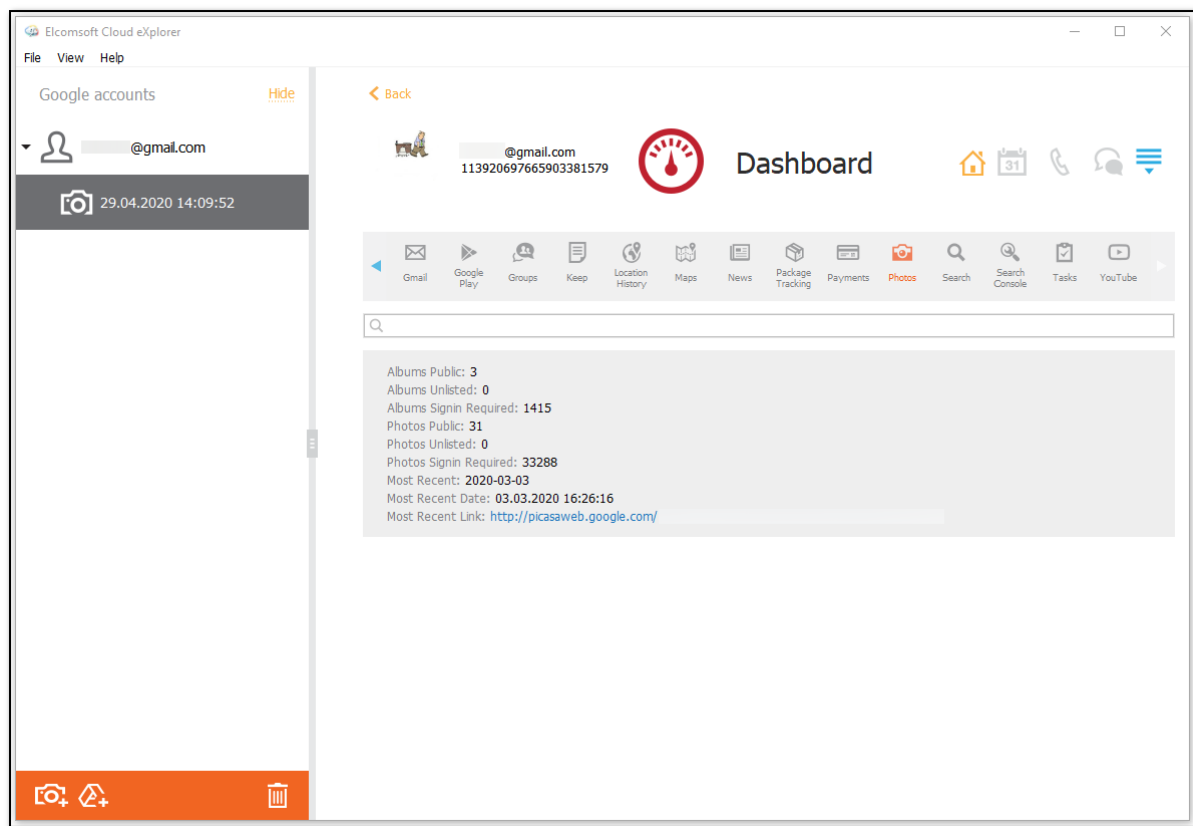 Elcomsoft Cloud eXplorer
File View Help
Google accounts Hide
@gmail.com
29.04.2020 14:09:52
Back
@gmail.com
113920697665903381579
Dashboard
31
Gmail
Google Play
Groups
Keep
Location History
Maps
News
Package Tracking
Payments
Photos
Search
Search Console
Tasks
YouTube
Albums Public: 3
Albums Unlisted: 0
Albums Signin Required: 1415
Photos Public: 31
Photos Unlisted: 0
Photos Signin Required: 33288
Most Recent: 2020-03-03
Most Recent Date: 03.03.2020 16:26:16
Most Recent Link: http://picasaweb.google.com/